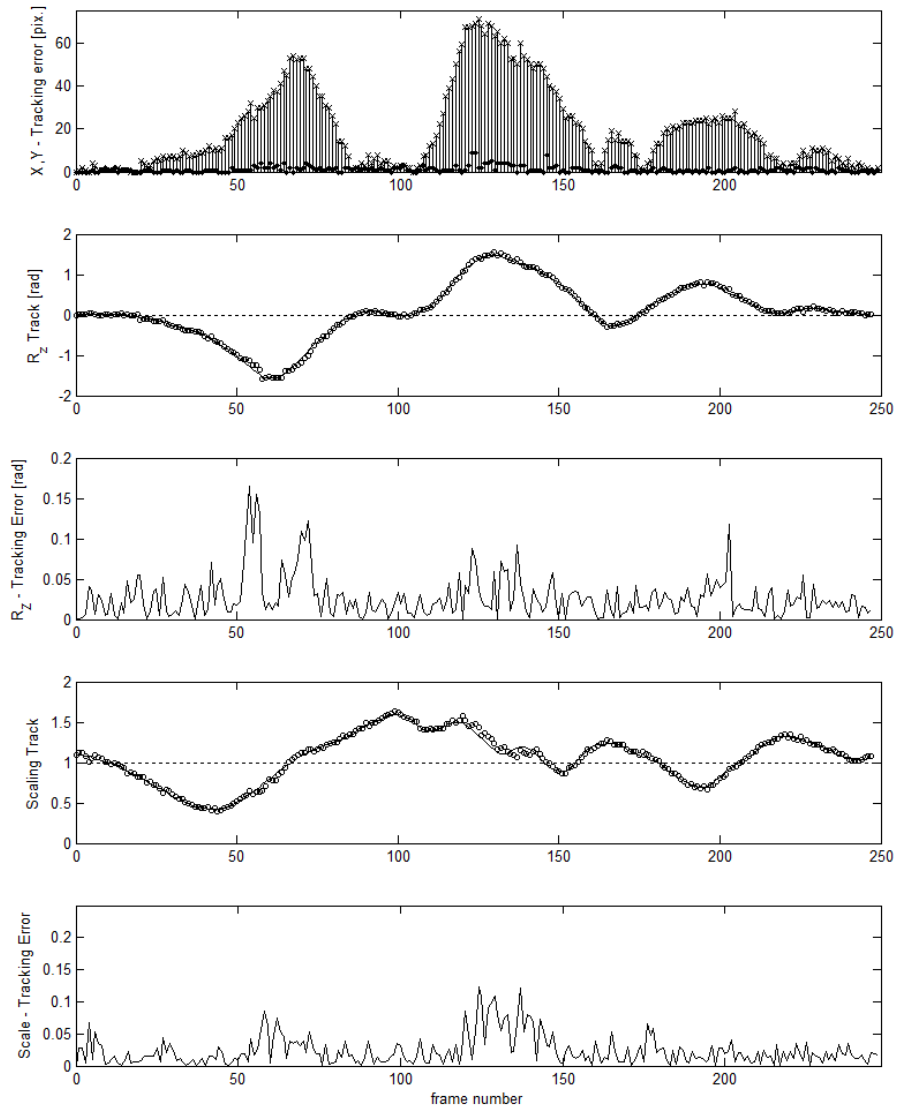 X,Y - Tracking error [pix.]
60
40
20
0
0 50 100 150 200
R_Z Track [rad]
2
1
0
-1
-2
0 50 100 150 200 250
R_Z - Tracking Error [rad]
0.2
0.15
0.1
0.05
0
0 50 100 150 200 250
Scaling Track
2
1.5
1
0.5
0
0 50 100 150 200 250
Scale - Tracking Error
0.2
0.15
0.1
0.05
0
0 50 100 150 200
frame number